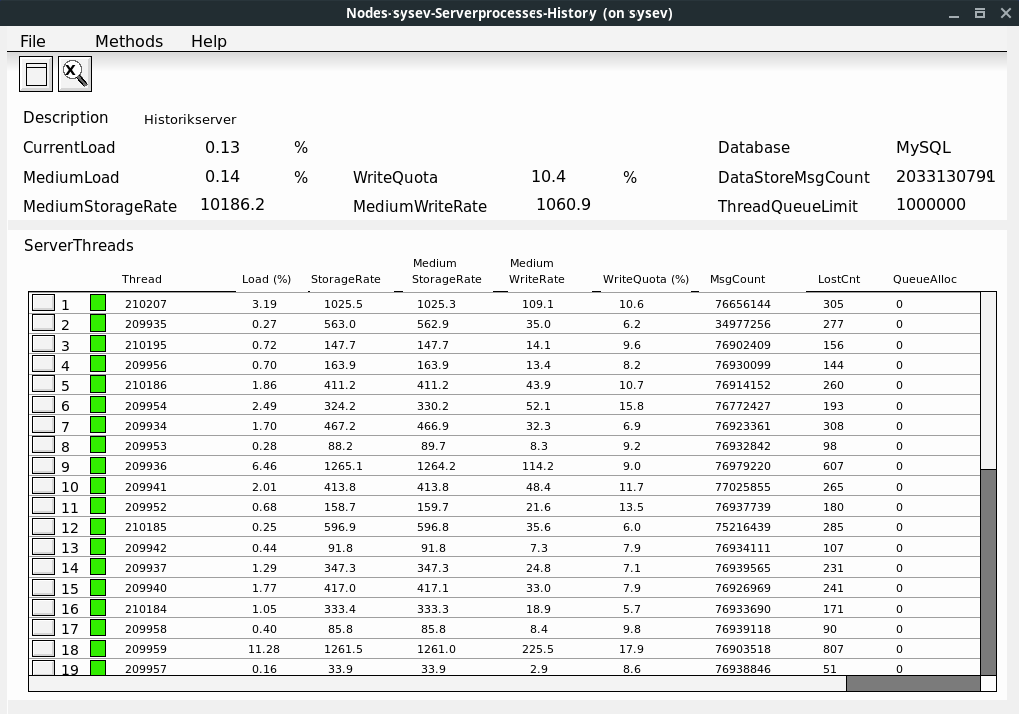 Nodes-sysev-Serverprocesses-History (on sysev)
File Methods Help
Description Historikserver
CurrentLoad 0.13 % Database MySQL
MediumLoad 0.14 % WriteQuota 10.4 % DataStoreMsgCount
MediumStorageRate 10186.2 MediumWriteRate 1060.9 ThreadQueueLimit 1000000
ServerThreads
Medium Medium
Thread Load (%) StorageRate StorageRate WriteRate WriteQuota (%) MsgCount LostCnt QueueAlloc
1 210207 3.19 1025.5 1025.3 109.1 10.6 76656144 305 0
2 209935 0.27 563.0 562.9 35.0 6.2 34977256 277 0
3 210195 0.72 147.7 147.7 14.1 9.6 76902409 156 0
4 209956 0.70 163.9 163.9 13.4 8.2 76930099 144 0
5 210186 1.86 411.2 411.2 43.9 10.7 76914152 260 0
6 209954 2.49 324.2 330.2 52.1 15.8 76772427 193 0
7 209934 1.70 467.2 466.9 32.3 6.9 76923361 308 0
8 209953 0.28 88.2 89.7 8.3 9.2 76932842 98 0
9 209936 6.46 1265.1 1264.2 114.2 9.0 76979220 607 0
10 209941 2.01 413.8 413.8 48.4 11.7 77025855 265 0
11 209952 0.68 158.7 159.7 21.6 13.5 76937739 180 0
12 210185 0.25 596.9 596.8 35.6 6.0 75216439 285 0
13 209942 0.44 91.8 91.8 7.3 7.9 76934111 107 0
14 209937 1.29 347.3 347.3 24.8 7.1 76939565 231 0
15 209940 1.77 417.0 417.1 33.0 7.9 76926969 241 0
16 210184 1.05 333.4 333.3 18.9 5.7 76933690 171 0
17 209958 0.40 85.8 85.8 8.4 9.8 76939118 90 0
18 209959 11.28 1261.5 1261.0 225.5 17.9 76903518 807 0
19 209957 0.16 33.9 33.9 2.9 8.6 76938846 51 0